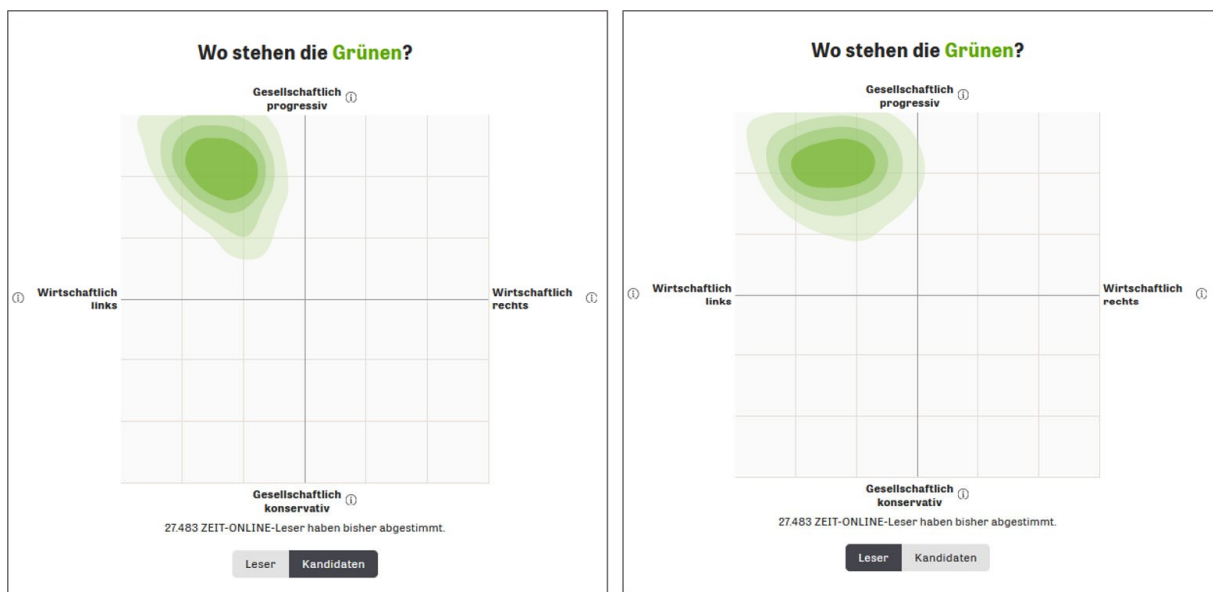 Wo stehen die Grünen?
Gesellschaftlich
progressiv
Wirtschaftlich
links
Wirtschaftlich
rechts
Gesellschaftlich
konservativ
27.483 ZEIT-ONLINE-Leser haben bisher abgestimmt.
Leser Kandidaten
Wo stehen die Grünen?
Gesellschaftlich
progressiv
Wirtschaftlich
links
Wirtschaftlich
rechts
Gesellschaftlich
konservativ
27.483 ZEIT-ONLINE-Leser haben bisher abgestimmt.
Leser Kandidaten